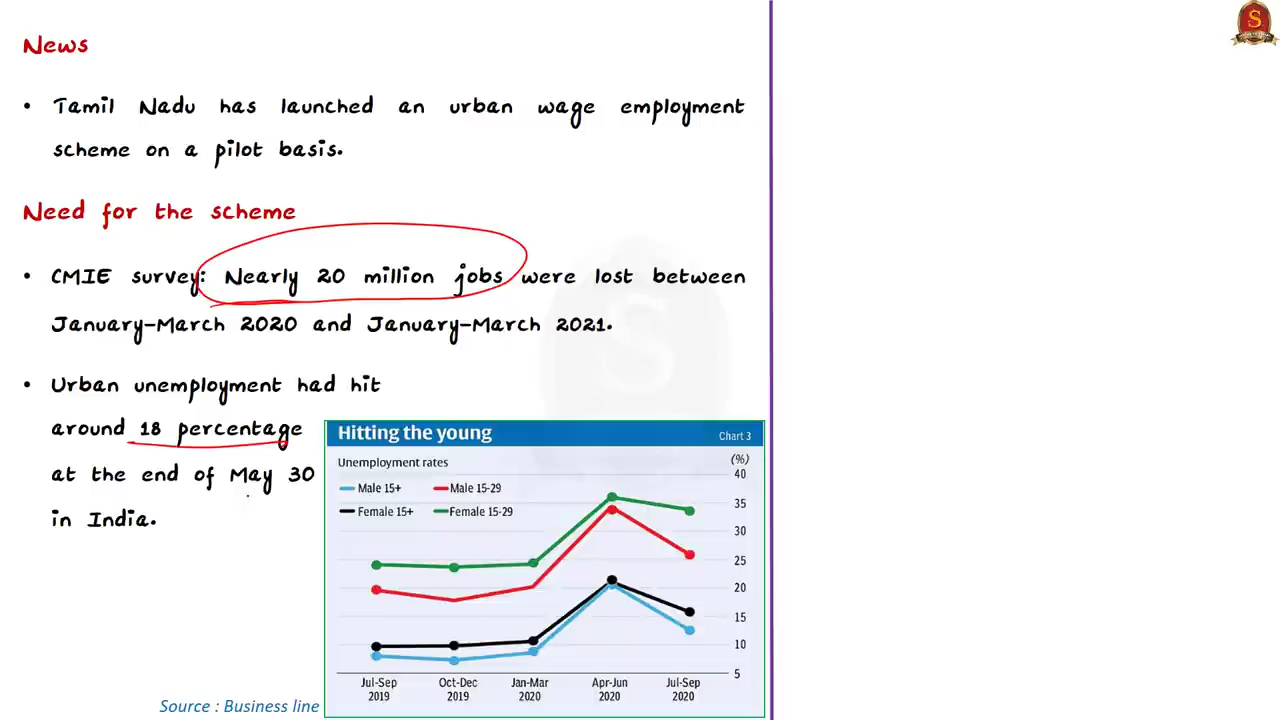 News
• Tamil Nadu has launched an urban wage employment
scheme on a pilot basis.
Need for the scheme
• CMIE survey: Nearly 20 million jobs were lost between
January-March 2020 and January-March 2021.
• Urban unemployment had hit
around 18 percentage
at the end of May 30
in India.
Hitting the young
Chart 3
Unemployment rates
(%)
Male 15+ Male 15-29
Female 15+ Female 15-29
40
35
30
25
20
15
10
5
Jul-Sep 2019
Oct-Dec 2019
Jan-Mar 2020
Apr-Jun 2020
Jul-Sep 2020
Source : Business line
S
S